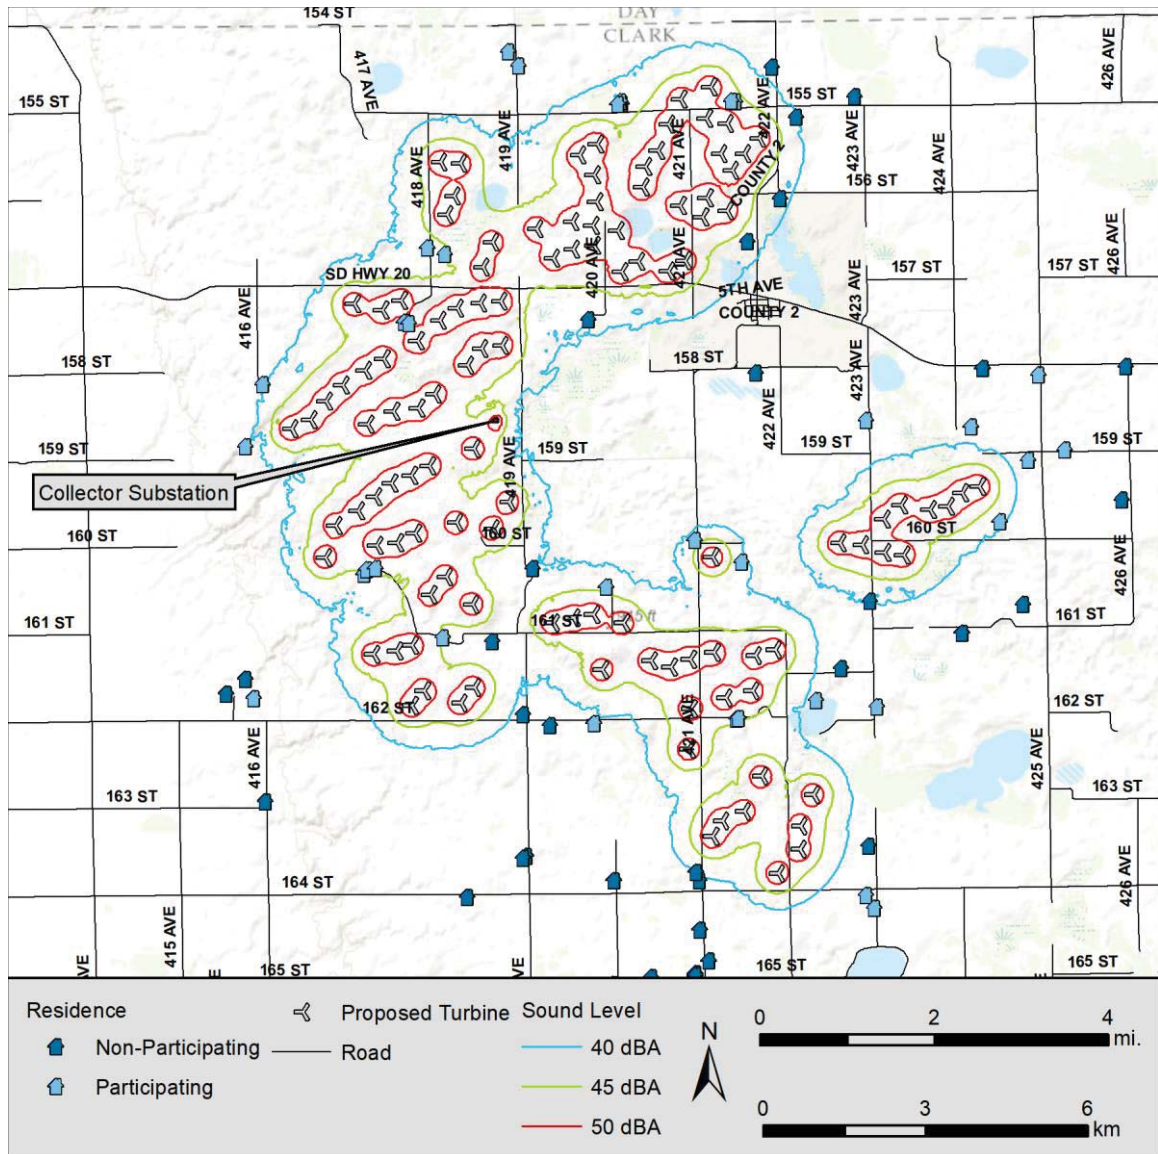 DAY
CLARK
154 ST
417 AVE
426 AVE
155 ST
419 AVE
422 AVE
155 ST
423 AVE
424 AVE
418 AVE
421 AVE
COUNTY 2
156 ST
SD HWY 20
420 AVE
421 AVE
157 ST
157 ST
426 AVE
416 AVE
5TH AVE
COUNTY 2
423 AVE
158 ST
158 ST
423 AVE
422 AVE
159 ST
159 ST
159 ST
159 ST
419 AVE
Collector Substation
160 ST
160 ST
160 ST
426 AVE
161 ST
161 ST
161 ST
162 ST
421 AVE
162 ST
416 AVE
425 AVE
163 ST
163 ST
164 ST
415 AVE
426 AVE
165 ST
165 ST
165 ST
Residence
Non-Participating
Participating
Proposed Turbine
Road
Sound Level
40 dBA
45 dBA
50 dBA
N
0 2 4
mi.
0 3 6
km